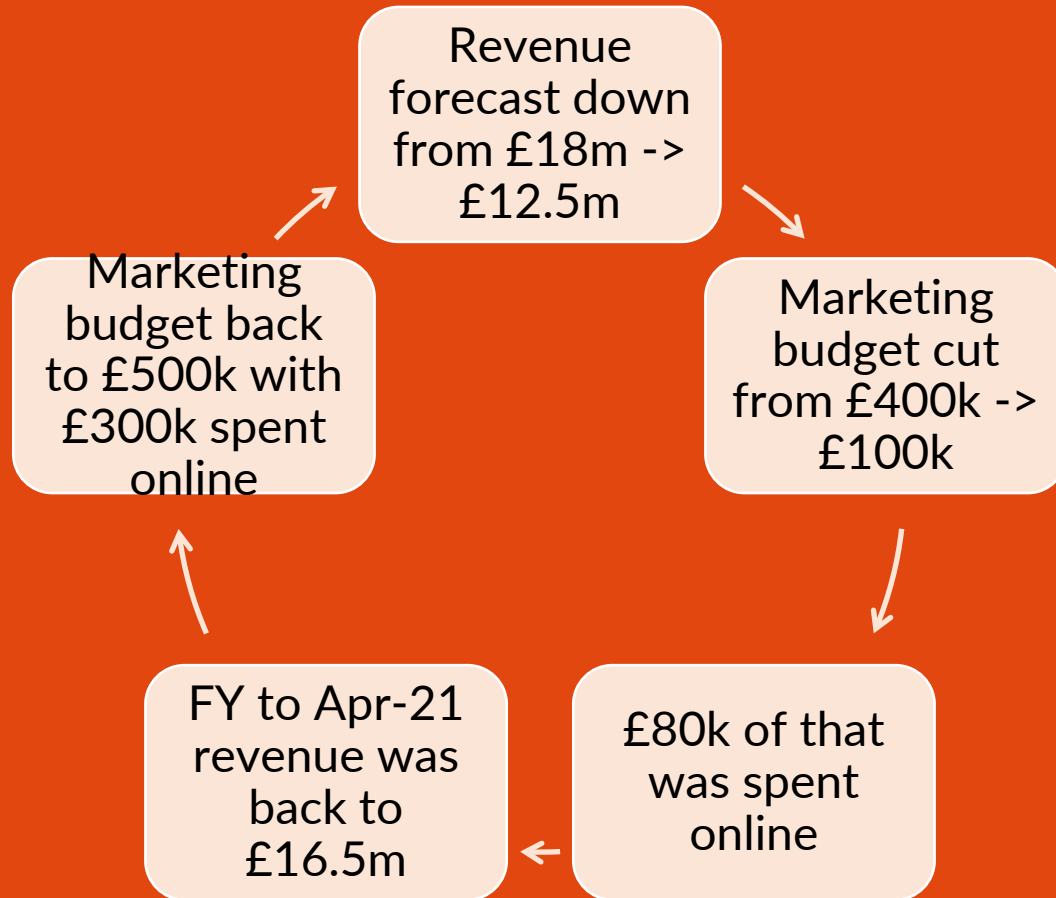 Revenue
forecast down
from £18m ->
£12.5m
Marketing
budget cut
from £400k ->
£100k
£80k of that
was spent
online
FY to Apr-21
revenue was
back to
£16.5m
Marketing
budget back
to £500k with
£300k spent
online